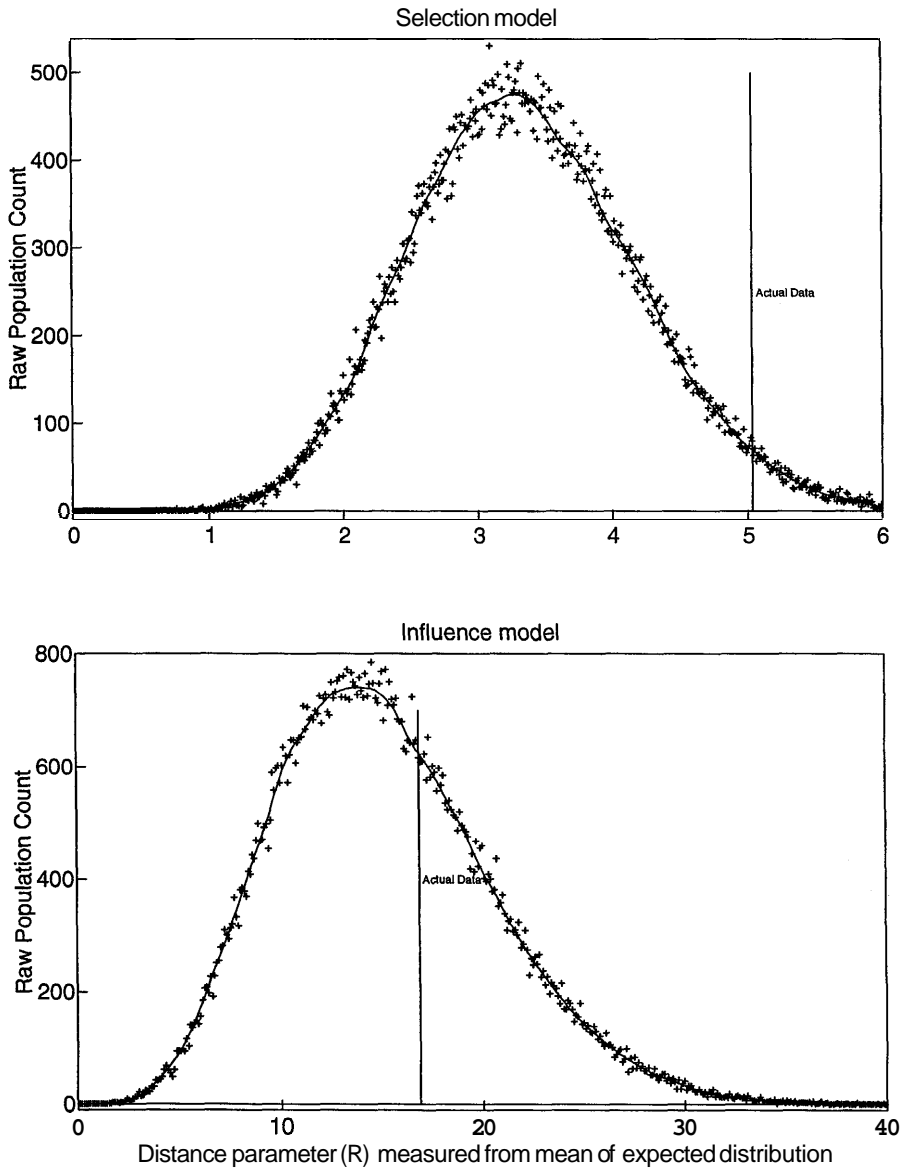 Selection model
500
400
300
200
100
0
Raw Population Count
Actual Data
0 1 2 3 4 5 6
Influence model
800
600
400
200
0
Raw Population Count
Actual Data
0 10 20 30 40
Distance parameter (R) measured from mean of expected distribution